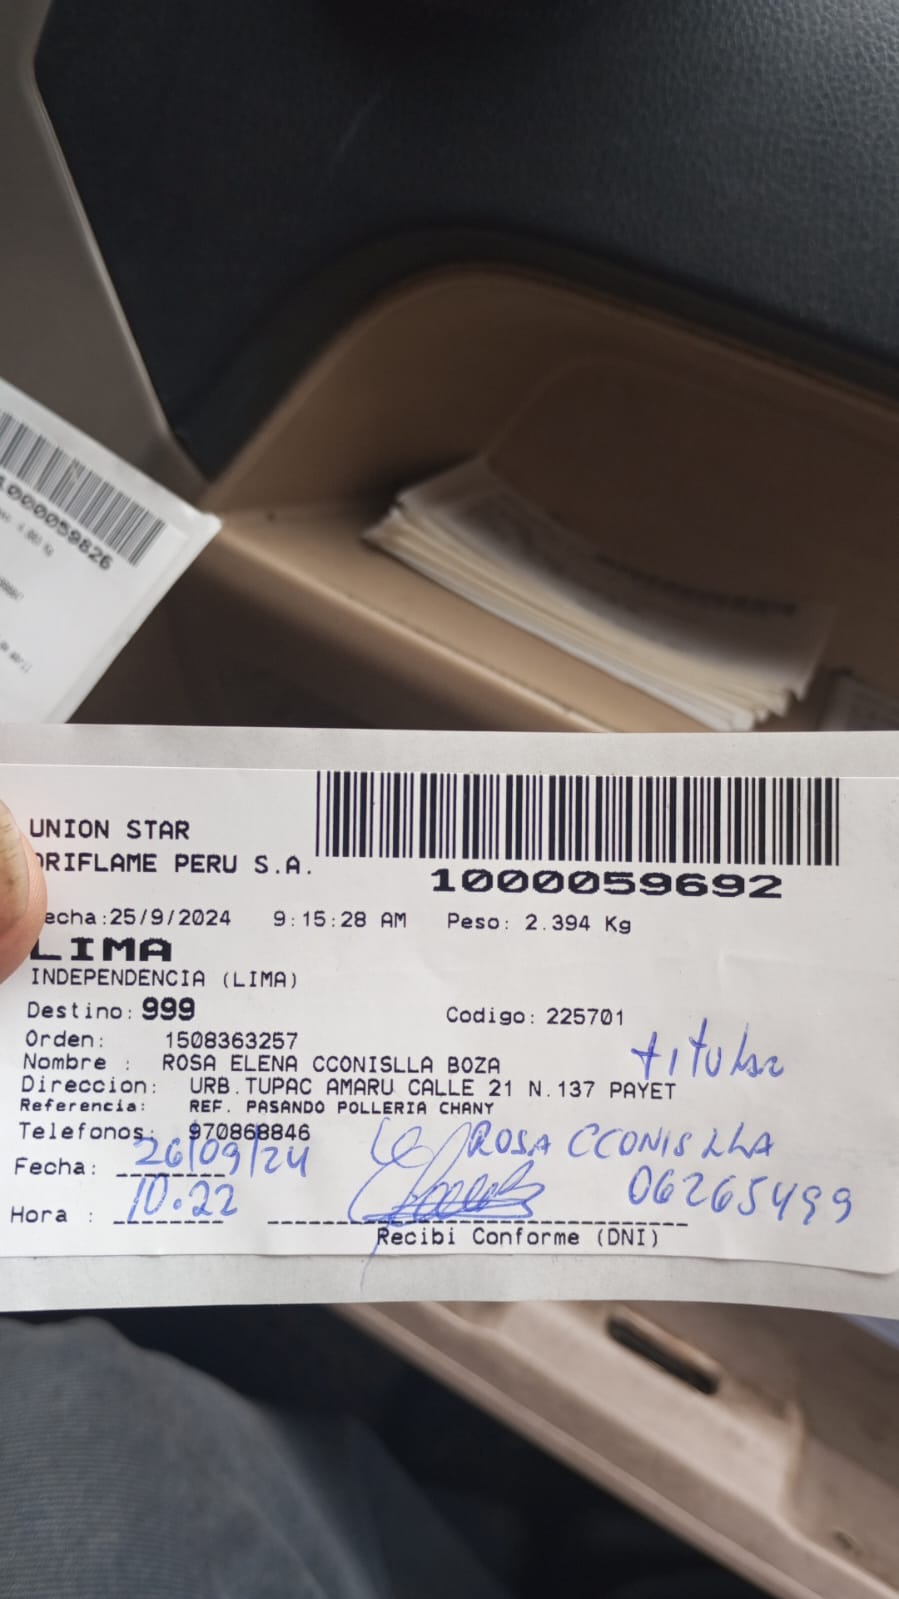 1000059826
UNION STAR
ORIFLAME PERU S.A.
1000059692
echa:25/9/2024 9:15:28 AM Peso: 2.394 Kg
LIMA
INDEPENDENCIA (LIMA)
Destino: 999 Codigo: 225701
Orden: 1508363257
titular
Nombre : ROSA ELENA CCONISLLA BOZA
Direccion: URB.TUPAC AMARU CALLE 21 N.137 PAYET
Referencia: REF. PASANDO POLLERIA CHANY
Telefonos: 970868846
Fecha: 26/09/24 ROSA CCONISLLA
Hora : 10.22 06265499
Recibi Conforme (DNI)